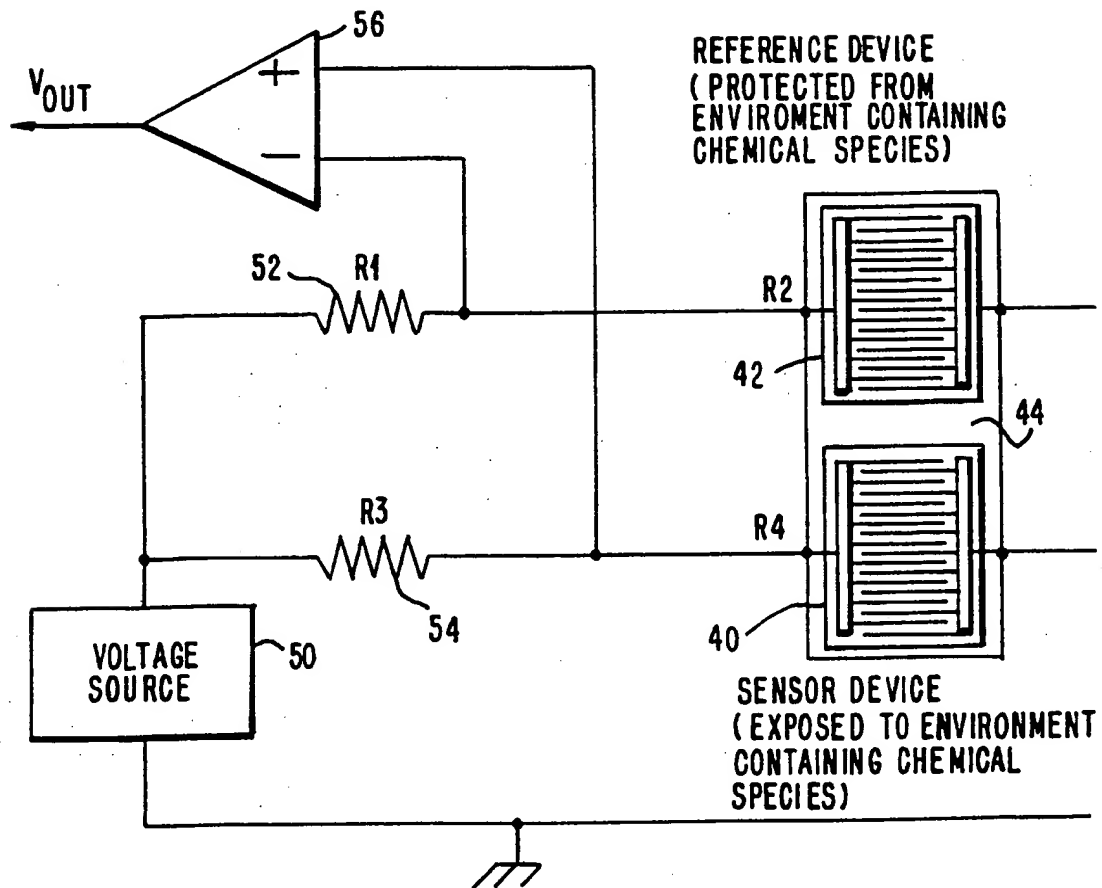 56
V OUT
+
−
REFERENCE DEVICE
(PROTECTED FROM
ENVIROMENT CONTAINING
CHEMICAL SPECIES)
52
R1
R2
42
44
R3
R4
54
40
VOLTAGE
SOURCE
50
SENSOR DEVICE
(EXPOSED TO ENVIRONMENT
CONTAINING CHEMICAL
SPECIES)